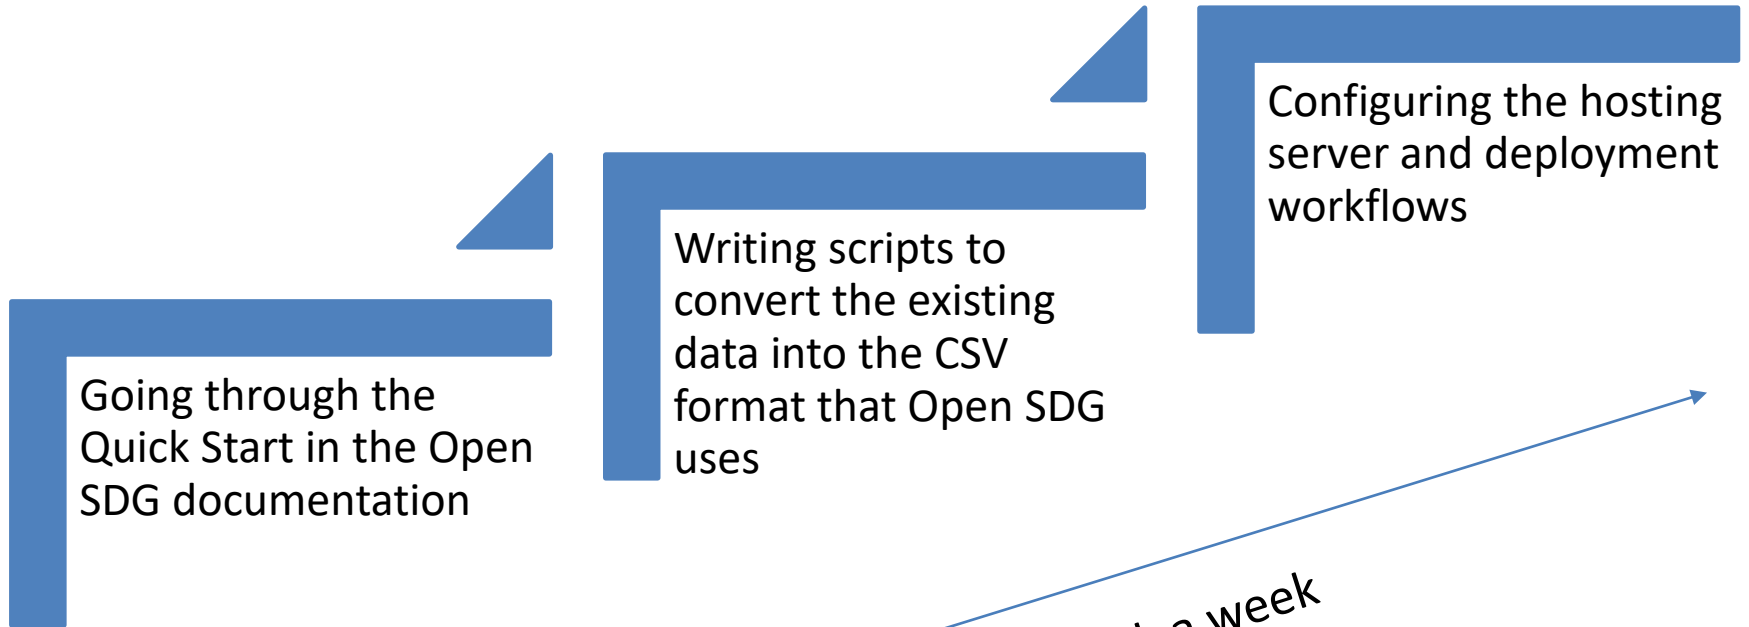 Going through the
Quick Start in the Open
SDG documentation
Writing scripts to
convert the existing
data into the CSV
format that Open SDG
uses
Configuring the hosting
server and deployment
workflows
a week